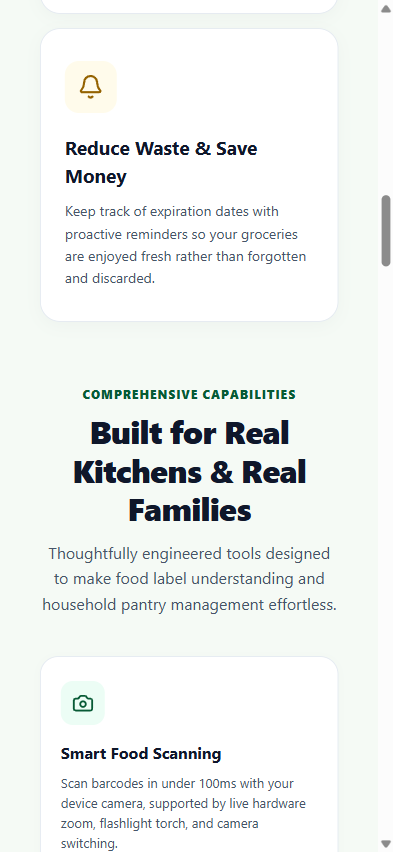 Reduce Waste & Save
Money
Keep track of expiration dates with
proactive reminders so your groceries
are enjoyed fresh rather than forgotten
and discarded.
COMPREHENSIVE CAPABILITIES
Built for Real
Kitchens & Real
Families
Thoughtfully engineered tools designed
to make food label understanding and
household pantry management effortless.
Smart Food Scanning
Scan barcodes in under 100ms with your
device camera, supported by live hardware
zoom, flashlight torch, and camera
switching.